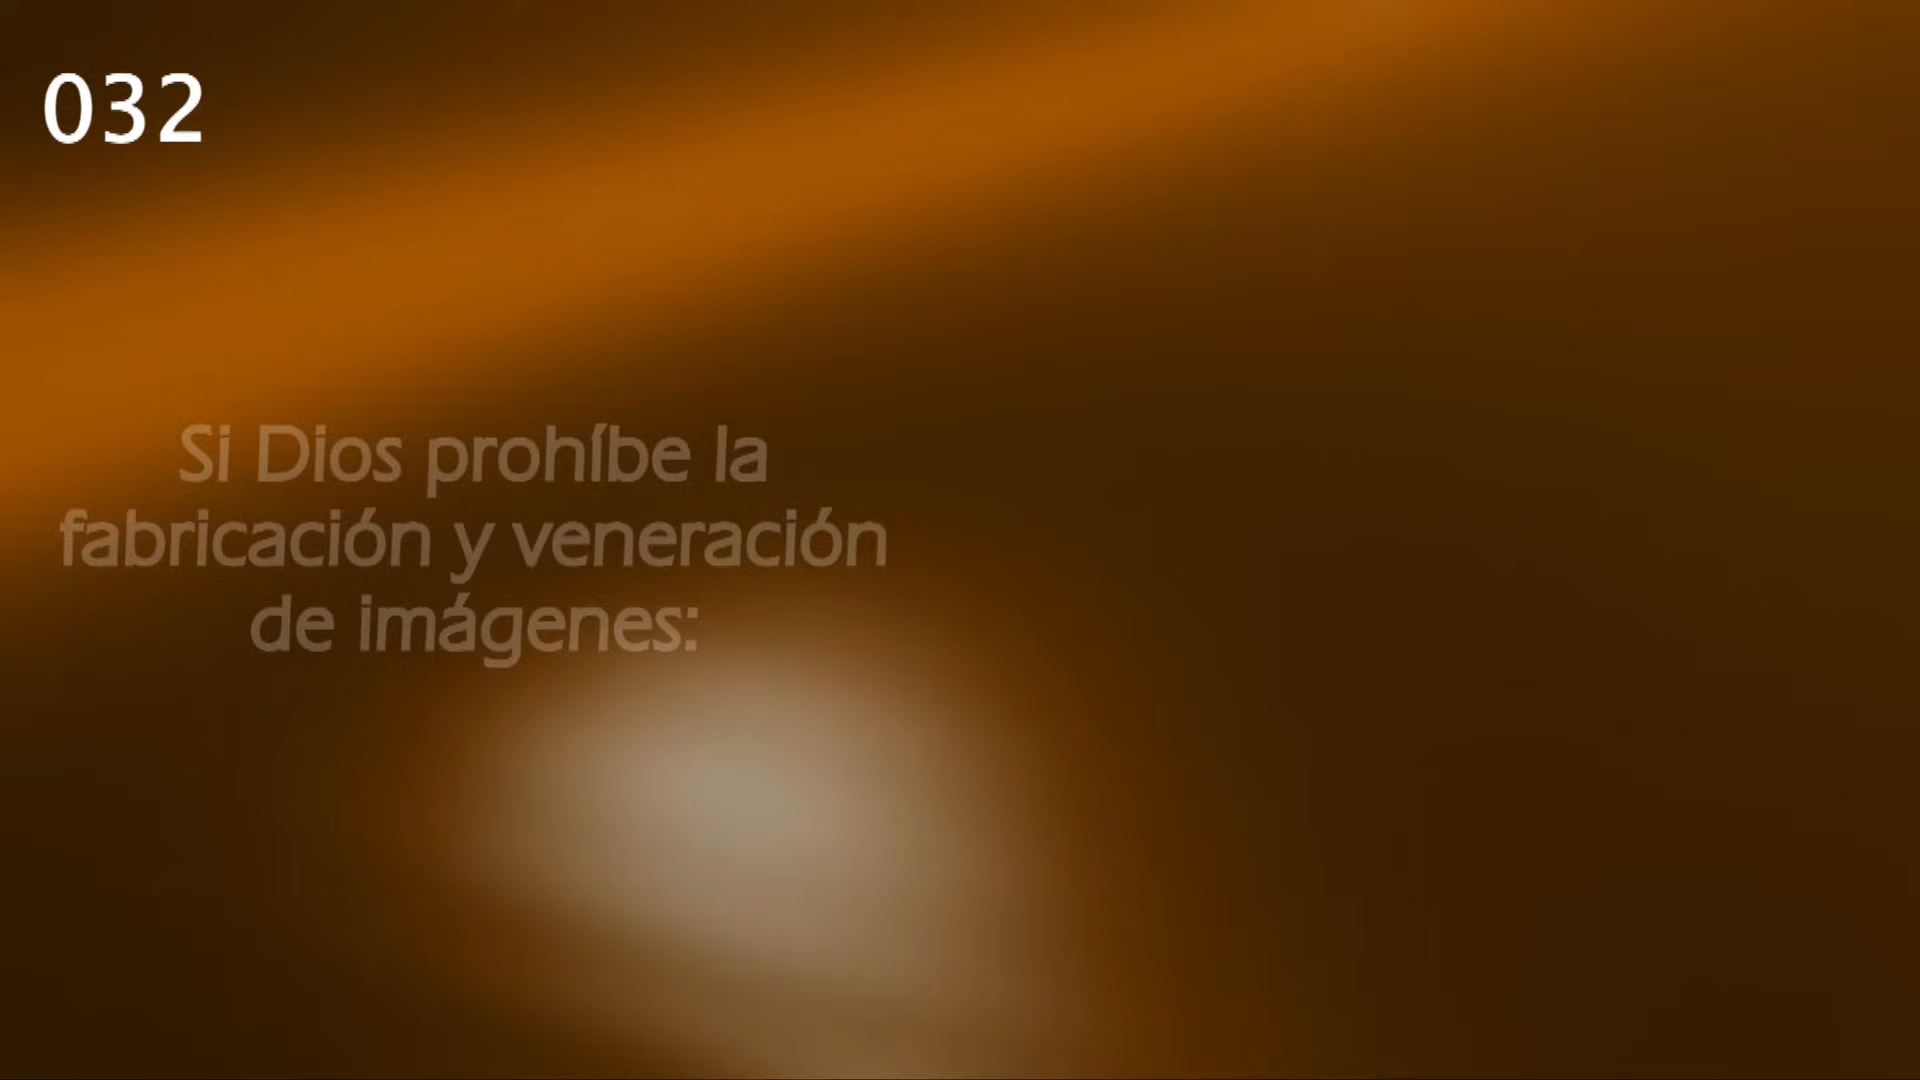 032
Si Dios prohíbe la
fabricación y veneración
de imágenes: